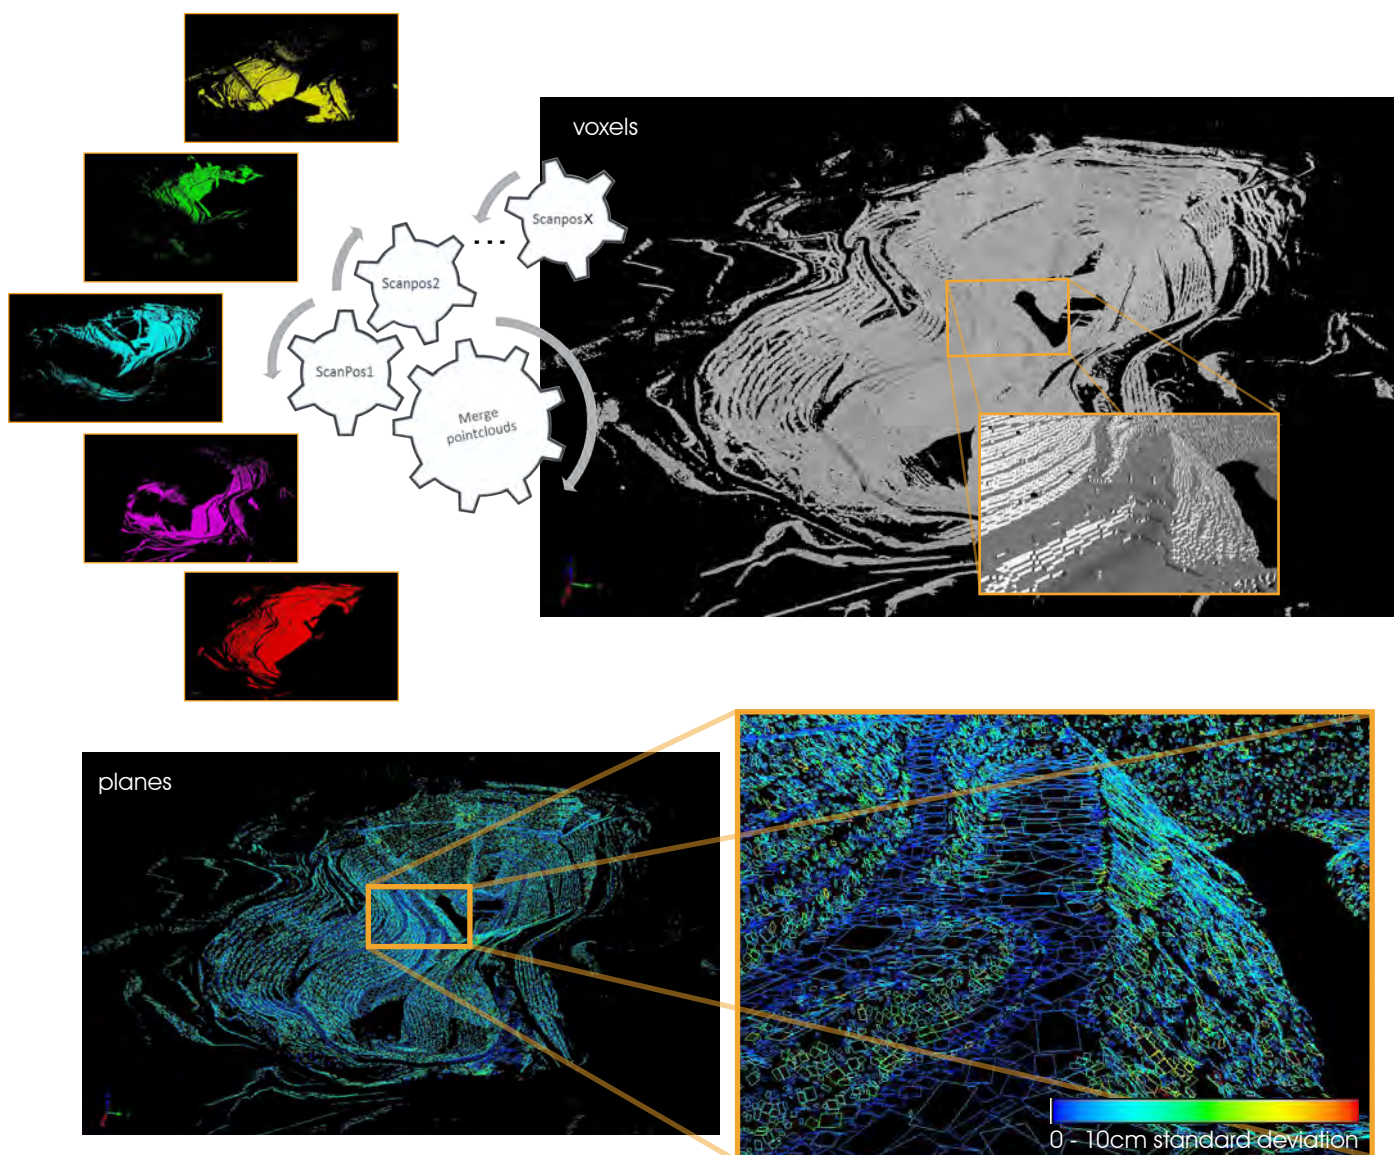 voxels
ScanposX
...
Scanpos2
ScanPos1
Merge
pointclouds
planes
0 - 10cm standard deviation